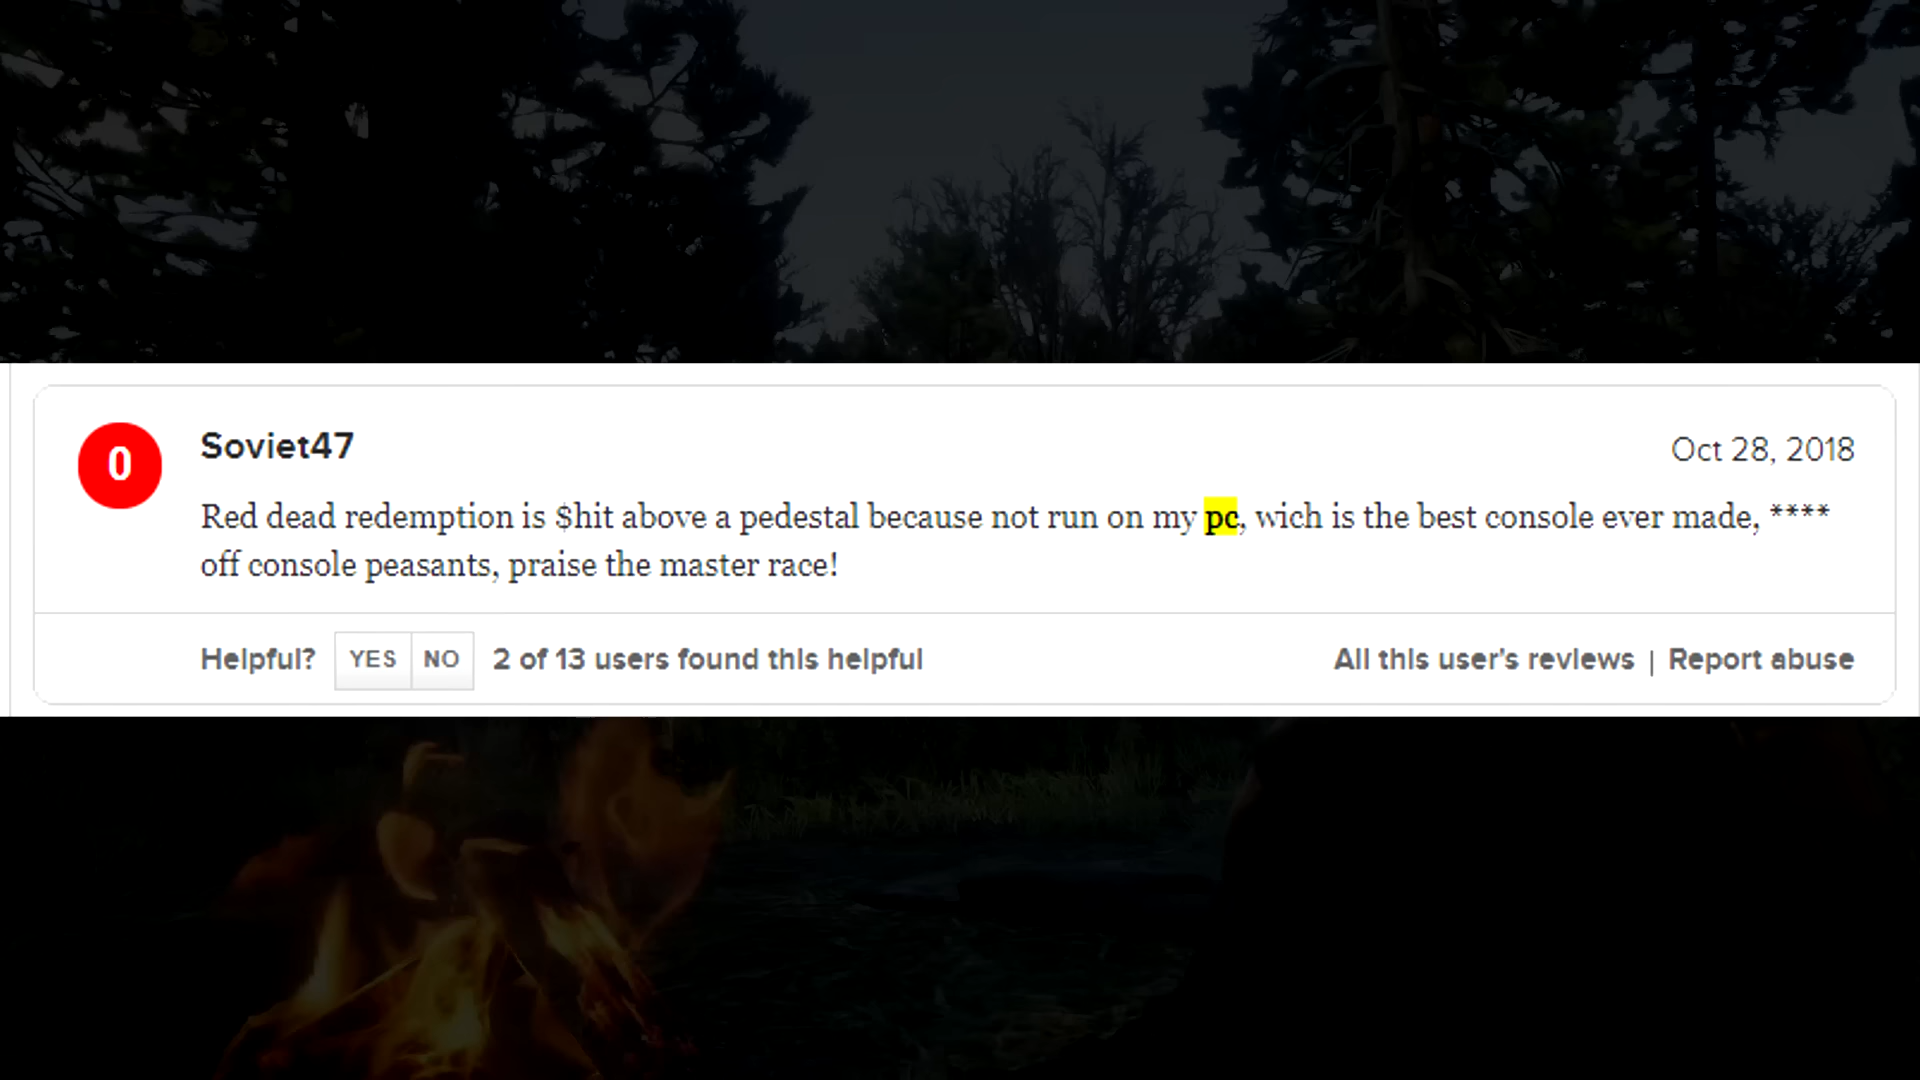 0
Soviet47
Oct 28, 2018
Red dead redemption is $hit above a pedestal because not run on my pc, wich is the best console ever made, ****
off console peasants, praise the master race!
Helpful? YES NO 2 of 13 users found this helpful
All this user's reviews | Report abuse